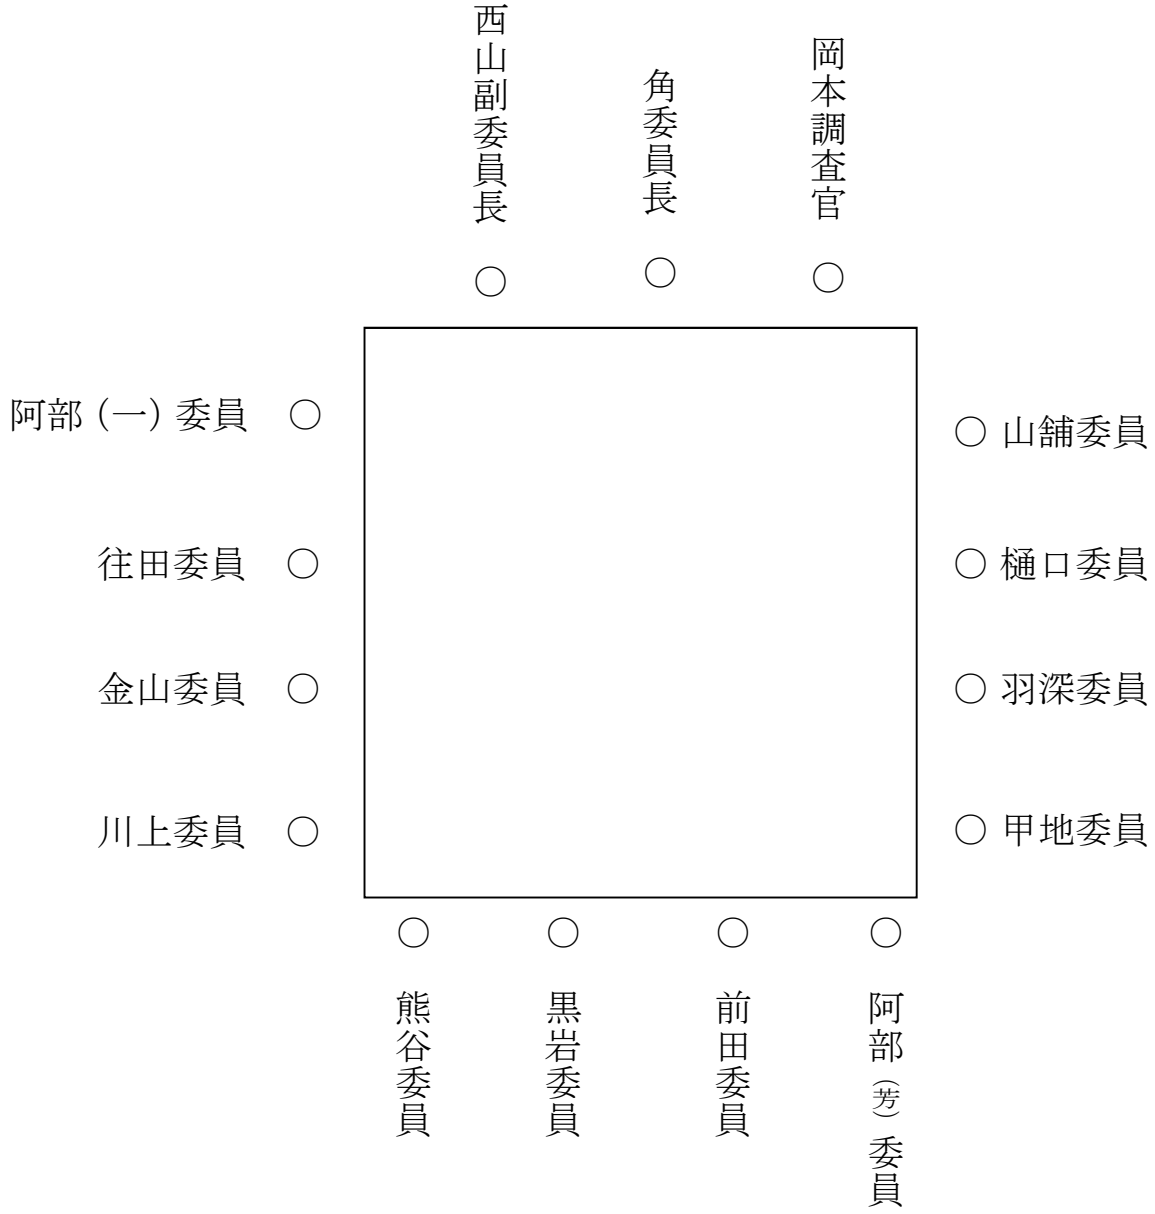 西山副委員長
角委員長
岡本調査官
阿部(一)委員
山舗委員
往田委員
樋口委員
金山委員
羽深委員
川上委員
甲地委員
熊谷委員
黒岩委員
前田委員
阿部(芳)委員